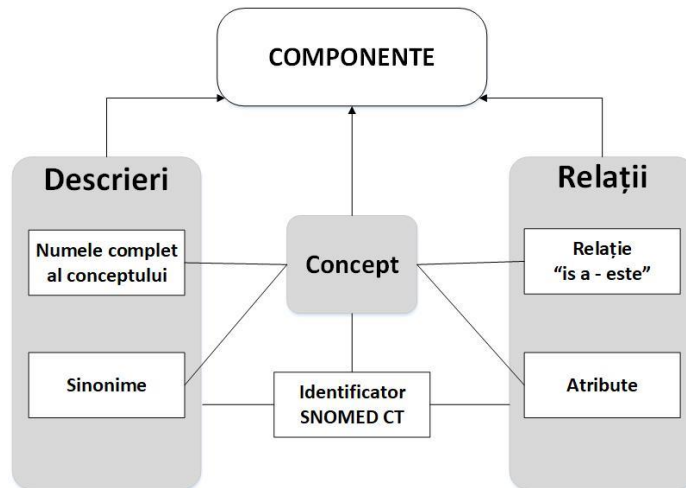 COMPONENTE
Descrieri
Numele complet
al conceptului
Sinonime
Concept
Identificator
SNOMED CT
Relații
Relație
“is a - este”
Atribute